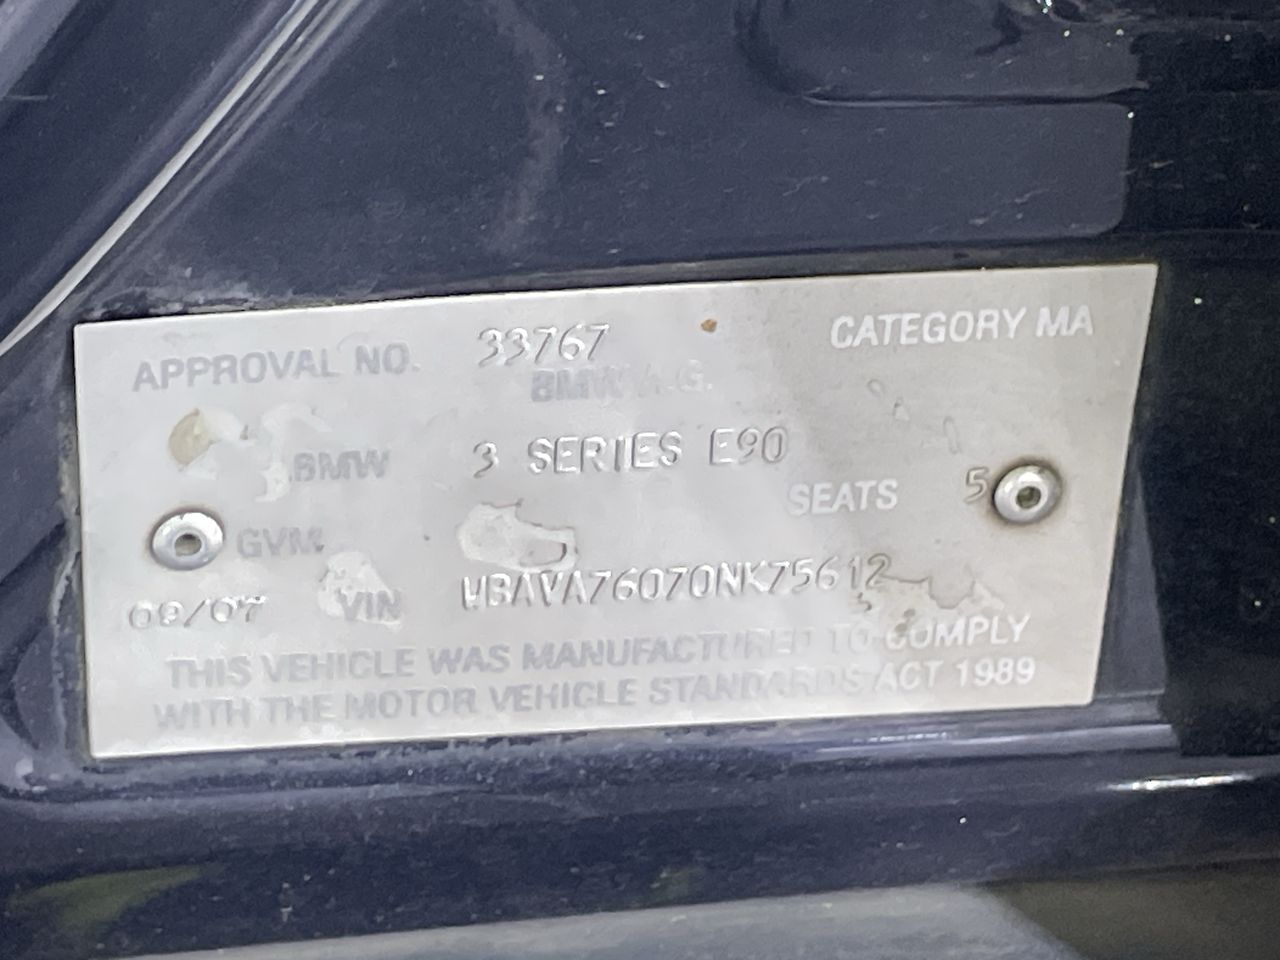 APPROVAL NO. 33767 CATEGORY MA
BMW A.G.
BMW 3 SERIES E90
SEATS 5
GVM
09/07 VIN WBAVA76070NK75612
THIS VEHICLE WAS MANUFACTURED TO COMPLY
WITH THE MOTOR VEHICLE STANDARDS ACT 1989